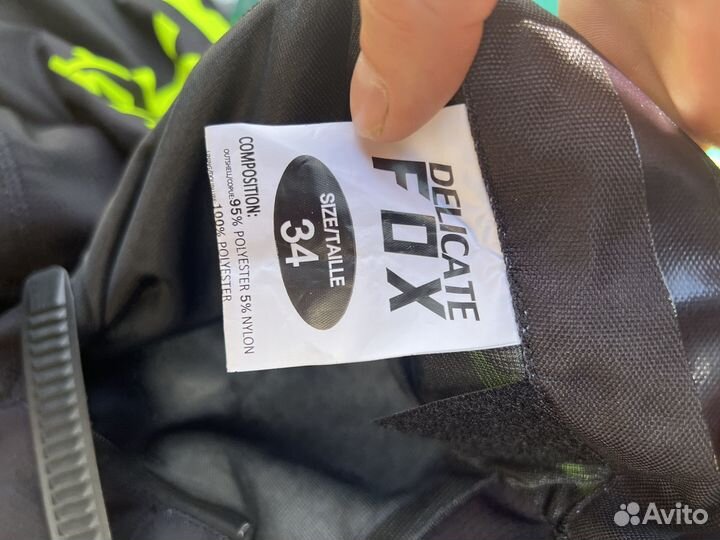 DELICATE
FOX
SIZE/TAILLE
34
COMPOSITION:
95% POLYESTER 5% NYLON
100% POLYESTER
Avito